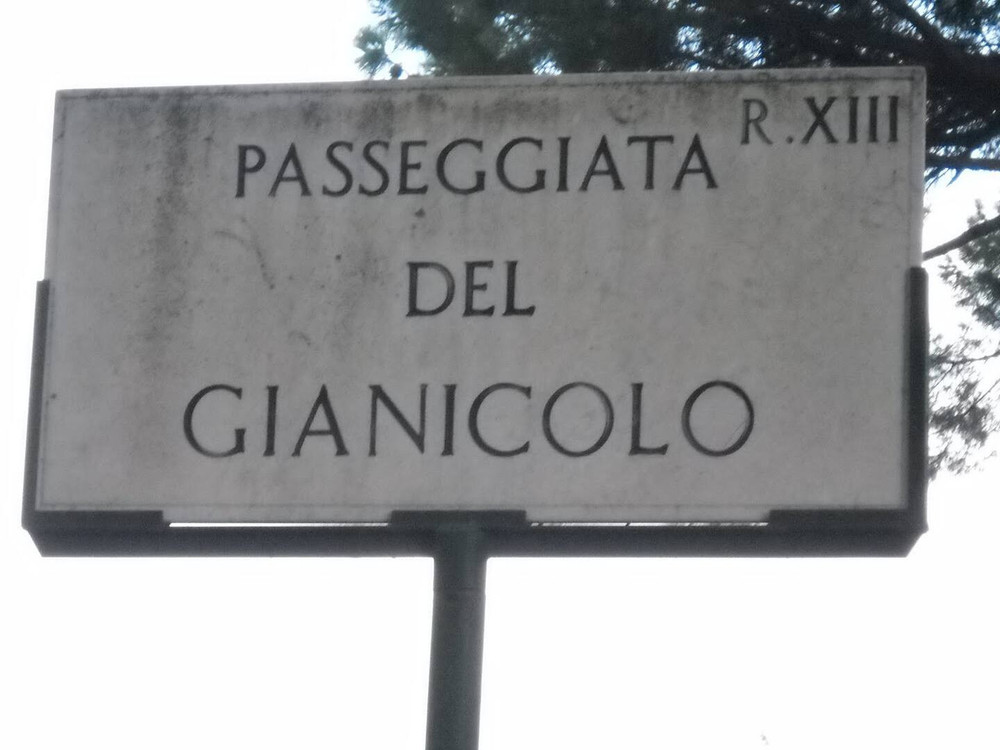 R.XIII
PASSEGGIATA
DEL
GIANICOLO